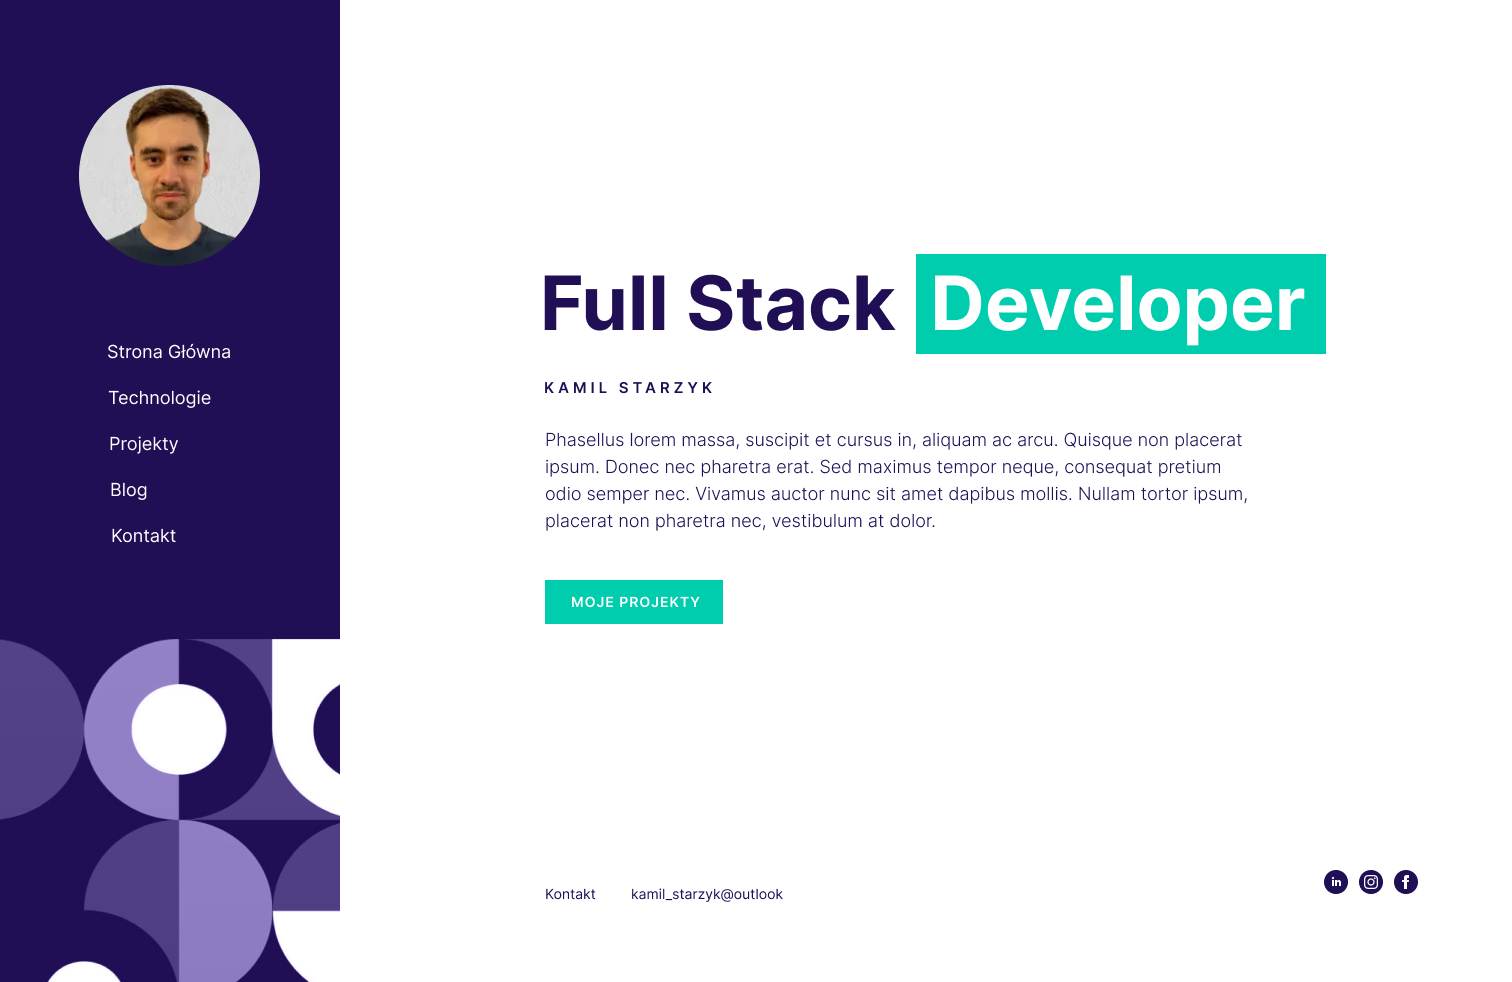 Strona Główna
Technologie
Projekty
Blog
Kontakt
Full Stack Developer
KAMIL STARZYK
Phasellus lorem massa, suscipit et cursus in, aliquam ac arcu. Quisque non placerat
ipsum. Donec nec pharetra erat. Sed maximus tempor neque, consequat pretium
odio semper nec. Vivamus auctor nunc sit amet dapibus mollis. Nullam tortor ipsum,
placerat non pharetra nec, vestibulum at dolor.
MOJE PROJEKTY
Kontakt kamil_starzyk@outlook
in
f